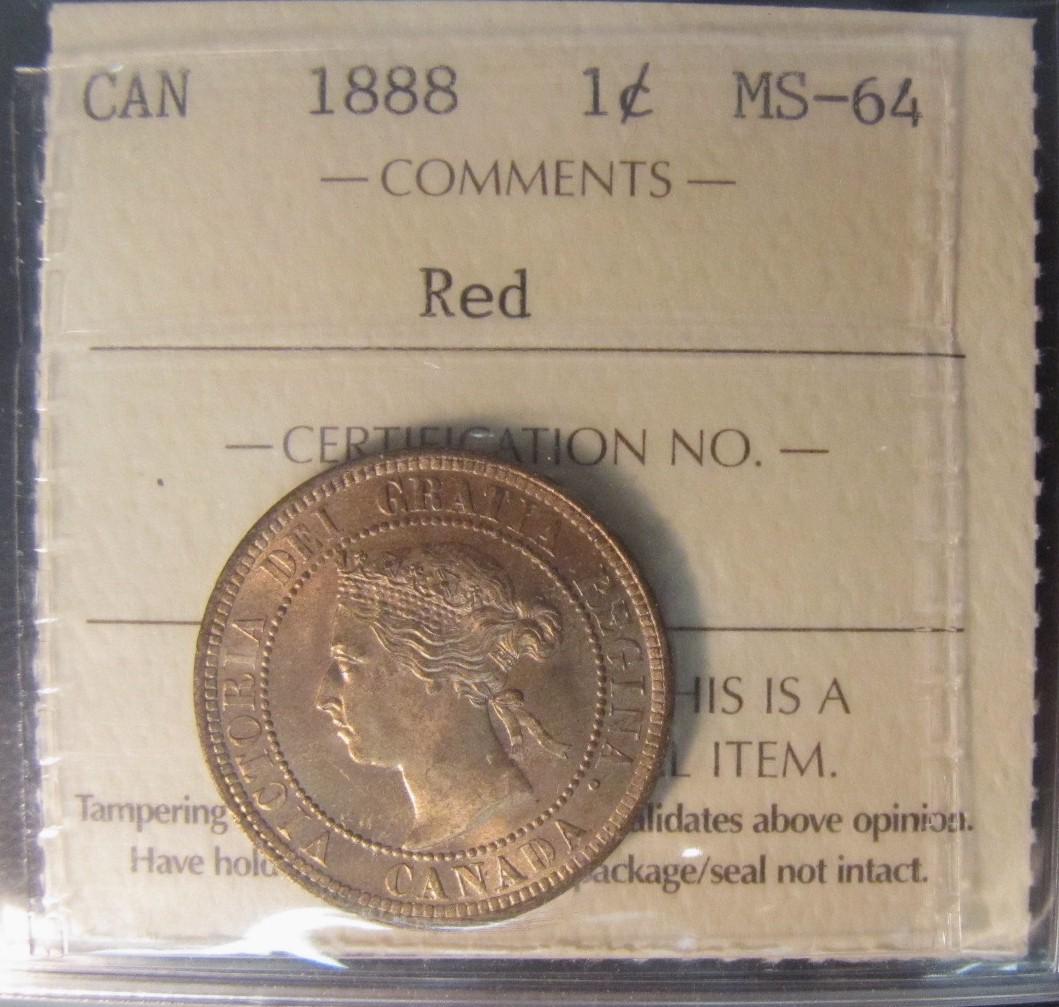 CAN 1888 1¢ MS-64
— COMMENTS —
Red
— CERTIFICATION NO. —
VICTORIA DEI GRATIA REGINA.
CANADA
HIS IS A
L ITEM.
Tampering alidates above opinion.
Have hold package/seal not intact.